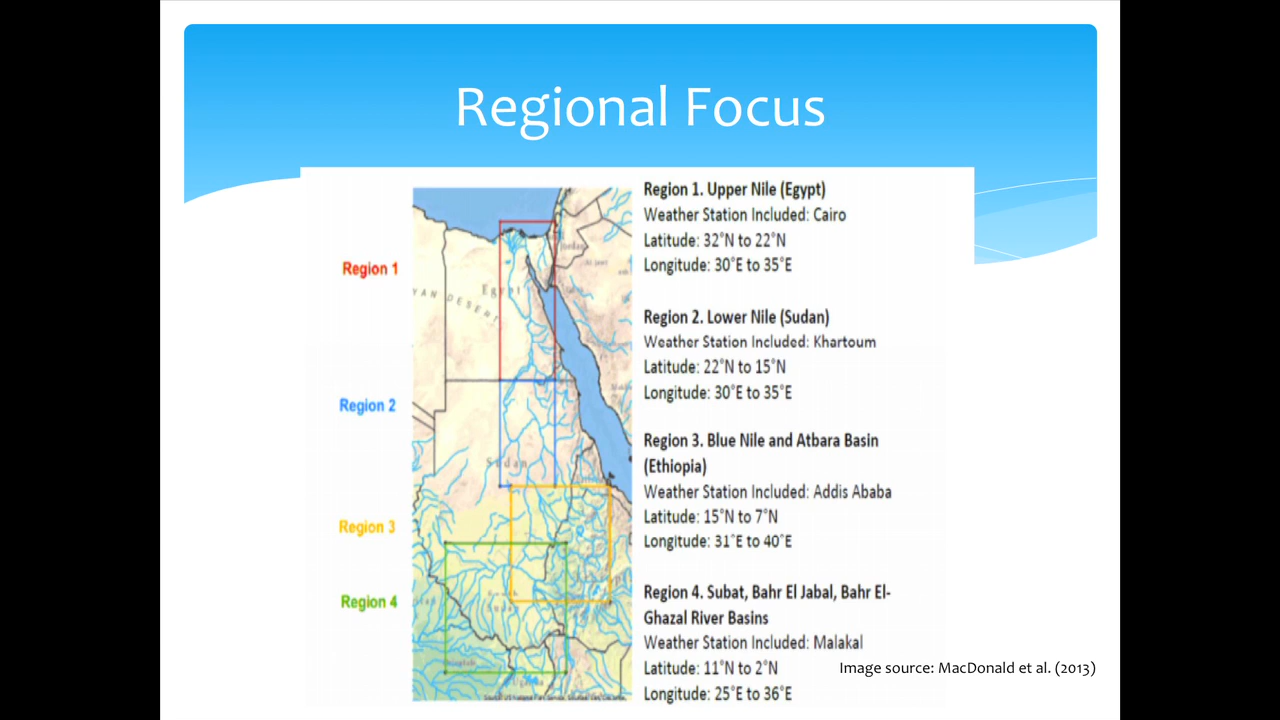 Regional Focus
Region 1
Region 2
Region 3
Region 4
Egypt
Sudan
Region 1. Upper Nile (Egypt)
Weather Station Included: Cairo
Latitude: 32°N to 22°N
Longitude: 30°E to 35°E
Region 2. Lower Nile (Sudan)
Weather Station Included: Khartoum
Latitude: 22°N to 15°N
Longitude: 30°E to 35°E
Region 3. Blue Nile and Atbara Basin
(Ethiopia)
Weather Station Included: Addis Ababa
Latitude: 15°N to 7°N
Longitude: 31°E to 40°E
Region 4. Subat, Bahr El Jabal, Bahr El-
Ghazal River Basins
Weather Station Included: Malakal
Latitude: 11°N to 2°N
Longitude: 25°E to 36°E
Image source: MacDonald et al. (2013)